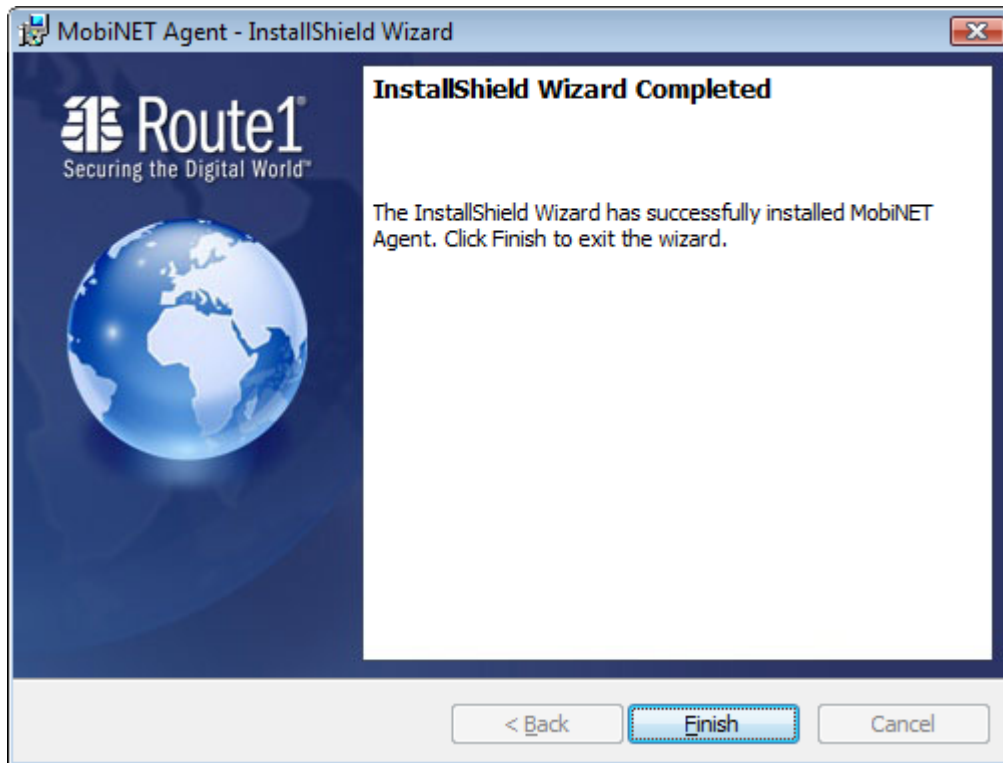 MobiNET Agent - InstallShield Wizard
Route1®
Securing the Digital World™
InstallShield Wizard Completed
The InstallShield Wizard has successfully installed MobiNET
Agent. Click Finish to exit the wizard.
< Back
Finish
Cancel